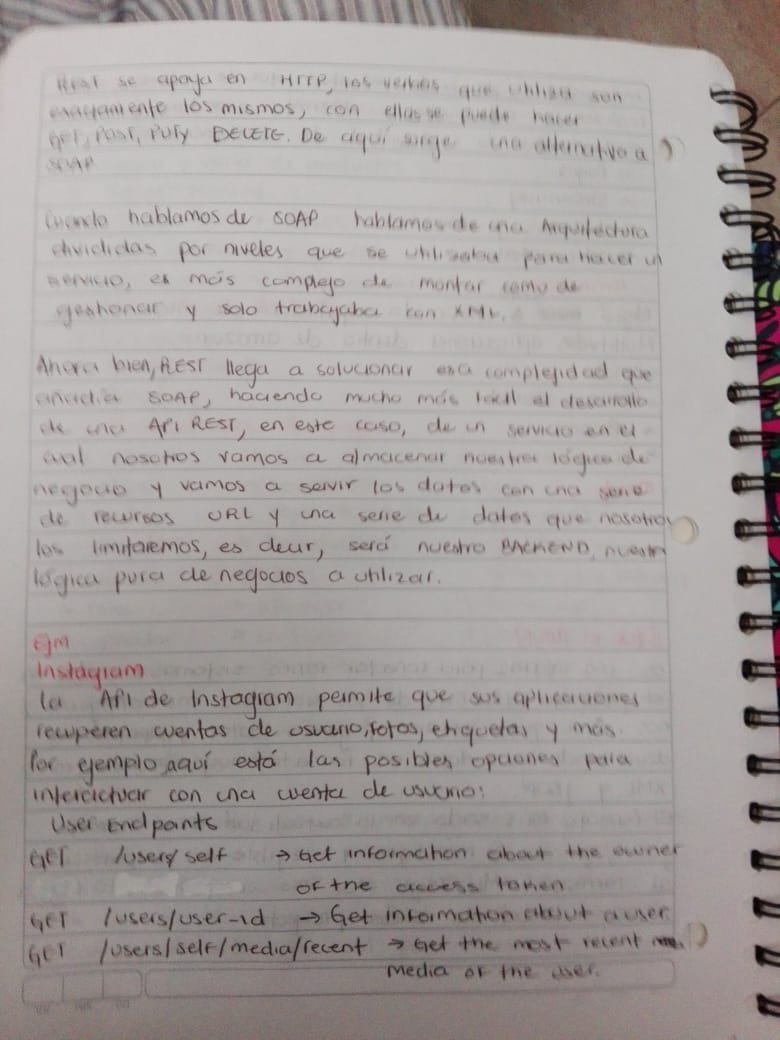 REST se apoya en HTTP, los verbos que utiliza son
exactamente los mismos, con ellos se puede hacer
GET, POST, PUT y DELETE. De aquí surge una alternativa a
SOAP
Cuando hablamos de SOAP hablamos de una Arquitectura
divididas por niveles que se utilizaba para hacer un
servicio, es más complejo de montar como de
gestionar y solo trabajaba con XML.
Ahora bien, REST llega a solucionar esa complejidad que
añadia SOAP, haciendo mucho más fácil el desarrollo
de una API REST, en este caso, de un servicio en el
cual nosotros vamos a almacenar nuestra lógica de
negocio y vamos a servir los datos con una serie
de recursos URL y una serie de datos que nosotros
los limitaremos, es decir, será nuestro BACKEND, nuestra
lógica pura de negocios a utilizar.
Ejm
Instagram
La API de Instagram permite que sus aplicaciones
recuperen cuentas de usuario, fotos, etiquetas y más.
Por ejemplo aquí está las posibles opciones para
interactuar con una cuenta de usuario:
User Endpoints
GET /users/self → Get information about the owner
of the access token
GET /users/user-id → Get information about a user
GET /users/self/media/recent → Get the most recent
media of the user.